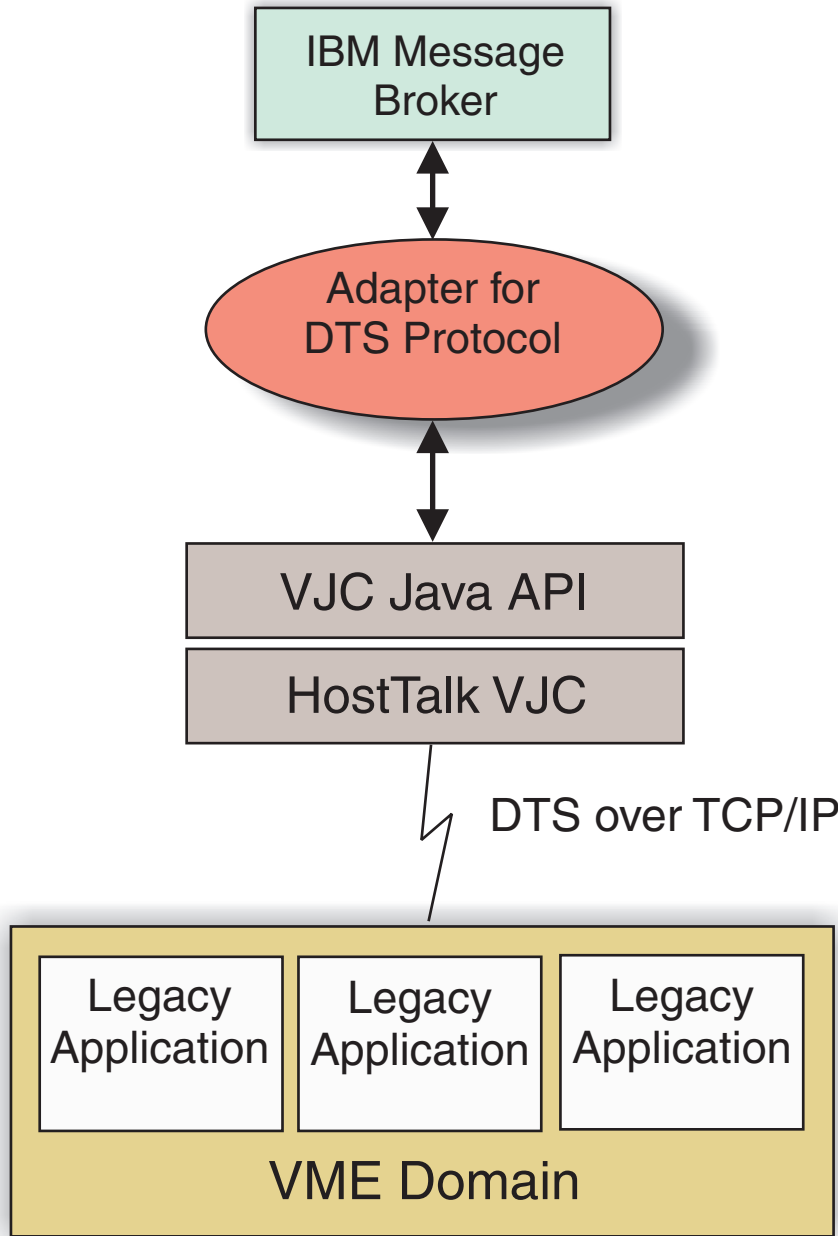 IBM Message
Broker
Adapter for
DTS Protocol
VJC Java API
HostTalk VJC
DTS over TCP/IP
Legacy
Application
Legacy
Application
Legacy
Application
VME Domain